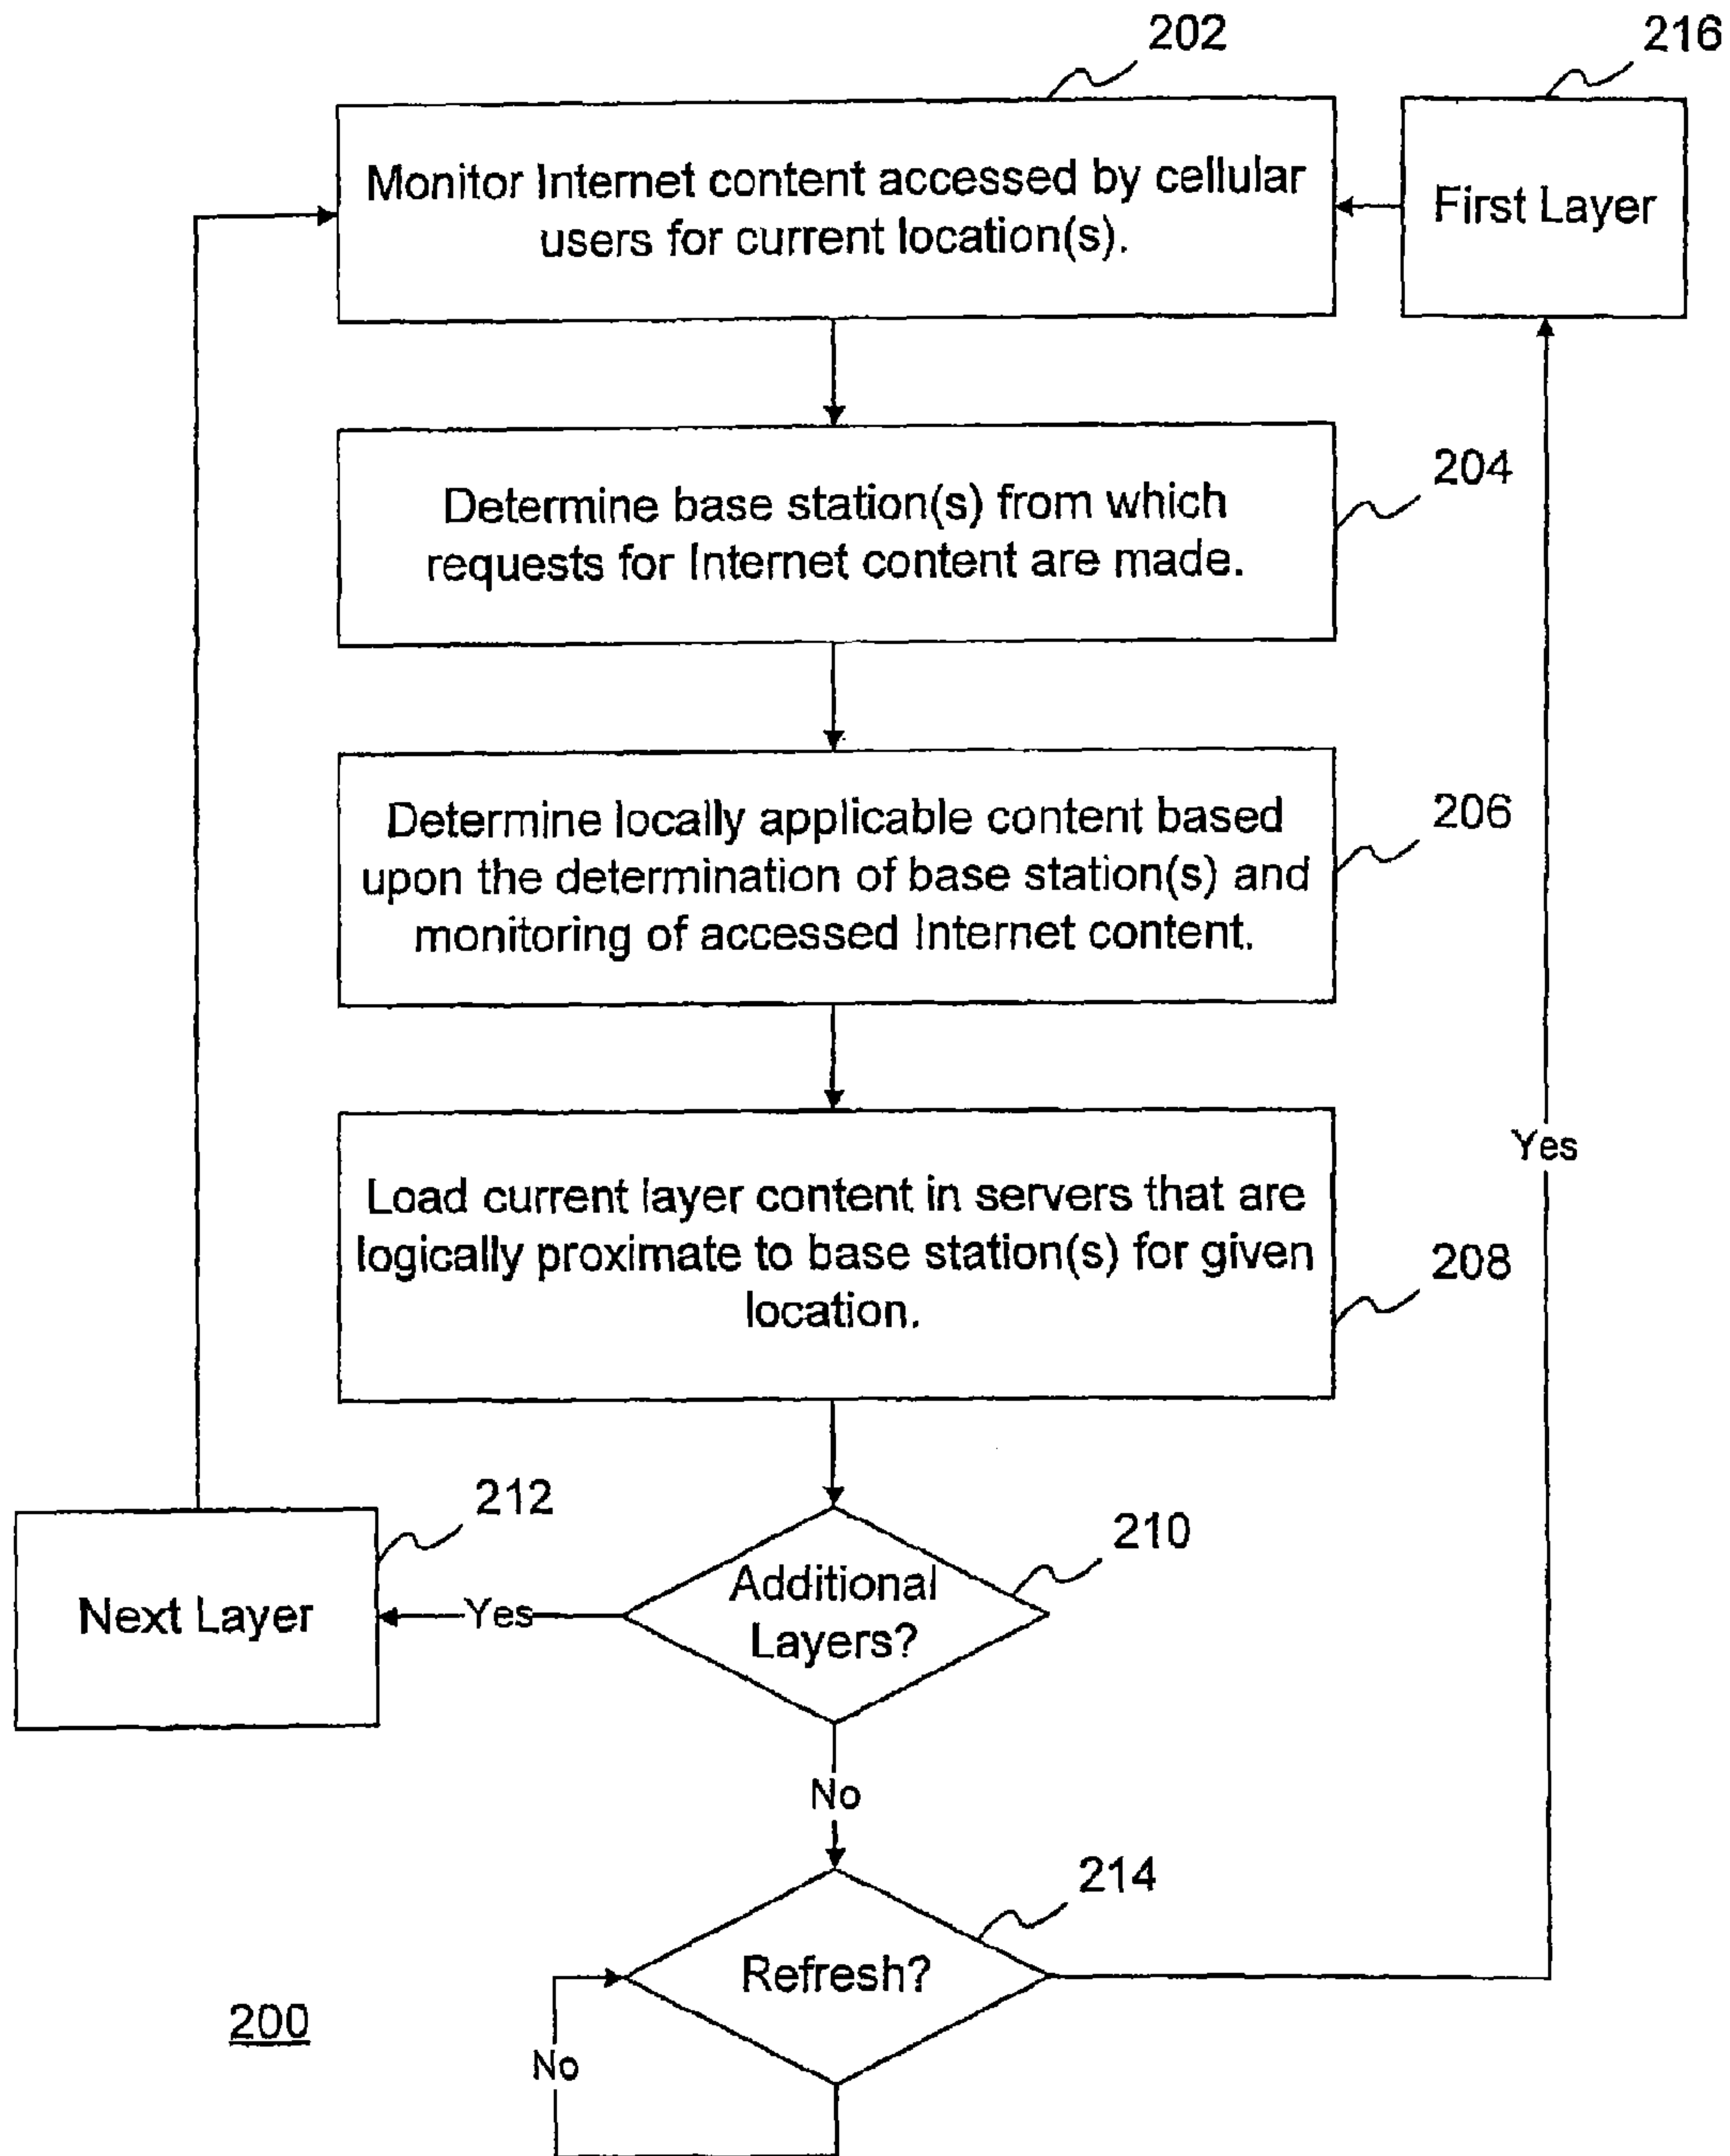 202
216
Monitor Internet content accessed by cellular
users for current location(s).
First Layer
204
Determine base station(s) from which
requests for Internet content are made.
206
Determine locally applicable content based
upon the determination of base station(s) and
monitoring of accessed Internet content.
Yes
Load current layer content in servers that are
logically proximate to base station(s) for given
location.
208
212
210
Next Layer
Yes
Additional
Layers?
No
214
Refresh?
200
No